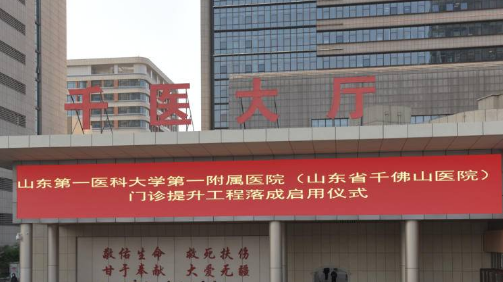 千医大厅
山东第一医科大学第一附属医院（山东省千佛山医院）
门诊提升工程落成启用仪式
敬佑生命 救死扶伤
甘于奉献 大爱无疆